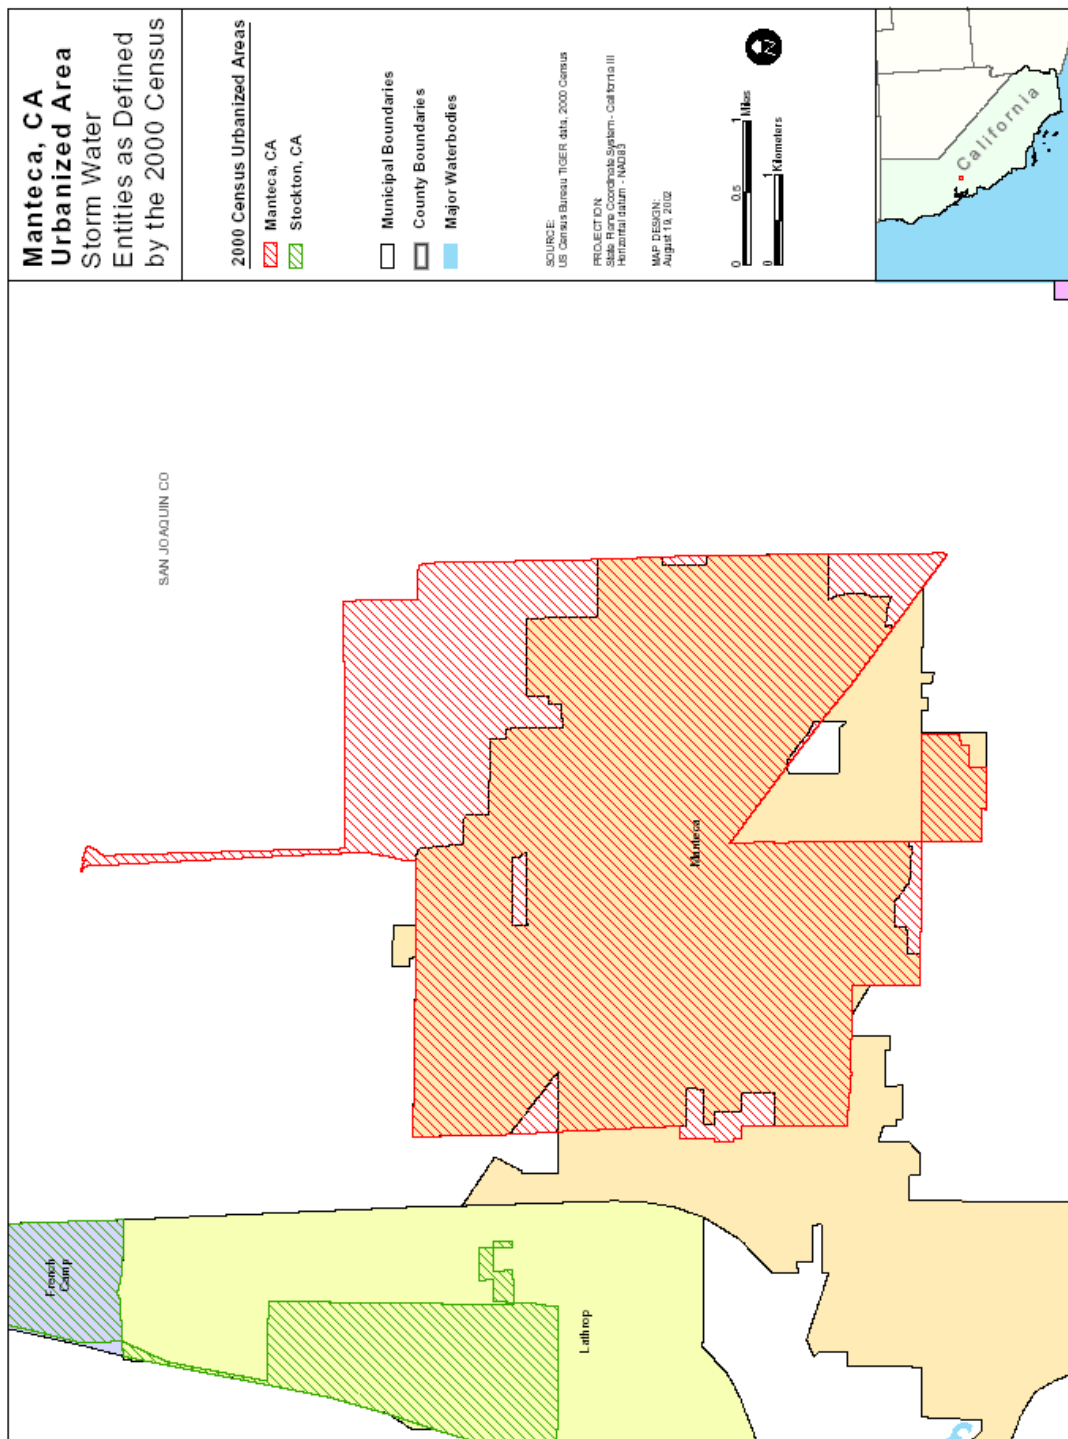 Manteca, CA
Urbanized Area
Storm Water
Entities as Defined
by the 2000 Census
2000 Census Urbanized Areas
Manteca, CA
Stockton, CA
Municipal Boundaries
County Boundaries
Major Waterbodies
SOURCE:
US Census Bureau TIGER data, 2000 Census
PROJECTION:
State Plane Coordinate System - California III
Horizontal datum - NAD83
MAP DESIGN:
August 19, 2002
0 0.5 1
Miles
0 1
Kilometers
N
California
SAN JOAQUIN CO
Manteca
French
Camp
Lathrop